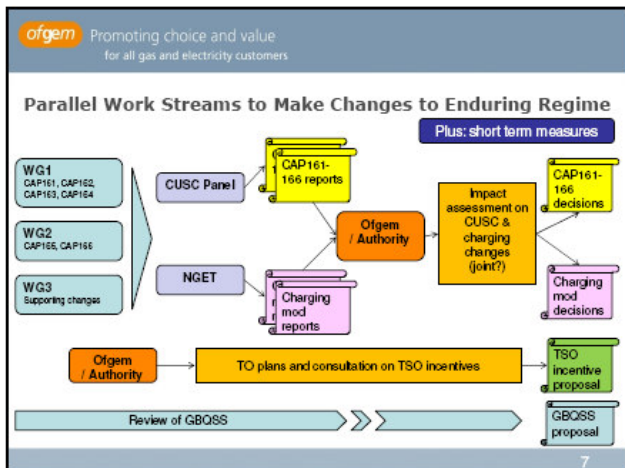 ofgem
Promoting choice and value
for all gas and electricity customers
Parallel Work Streams to Make Changes to Enduring Regime
Plus: short term measures
WG1
CAP161, CAP162,
CAP163, CAP164
WG2
CAP165, CAP166
WG3
Supporting changes
CUSC Panel
NGET
CAP161-
166 reports
Charging
mod
reports
Ofgem
/ Authority
Impact
assessment on
CUSC &
charging
changes
(joint?)
CAP161-
166
decisions
Charging mod
decisions
Ofgem
/ Authority
TO plans and consultation on TSO incentives
TSO
incentive
proposal
Review of GBQSS
GBQSS
proposal
7